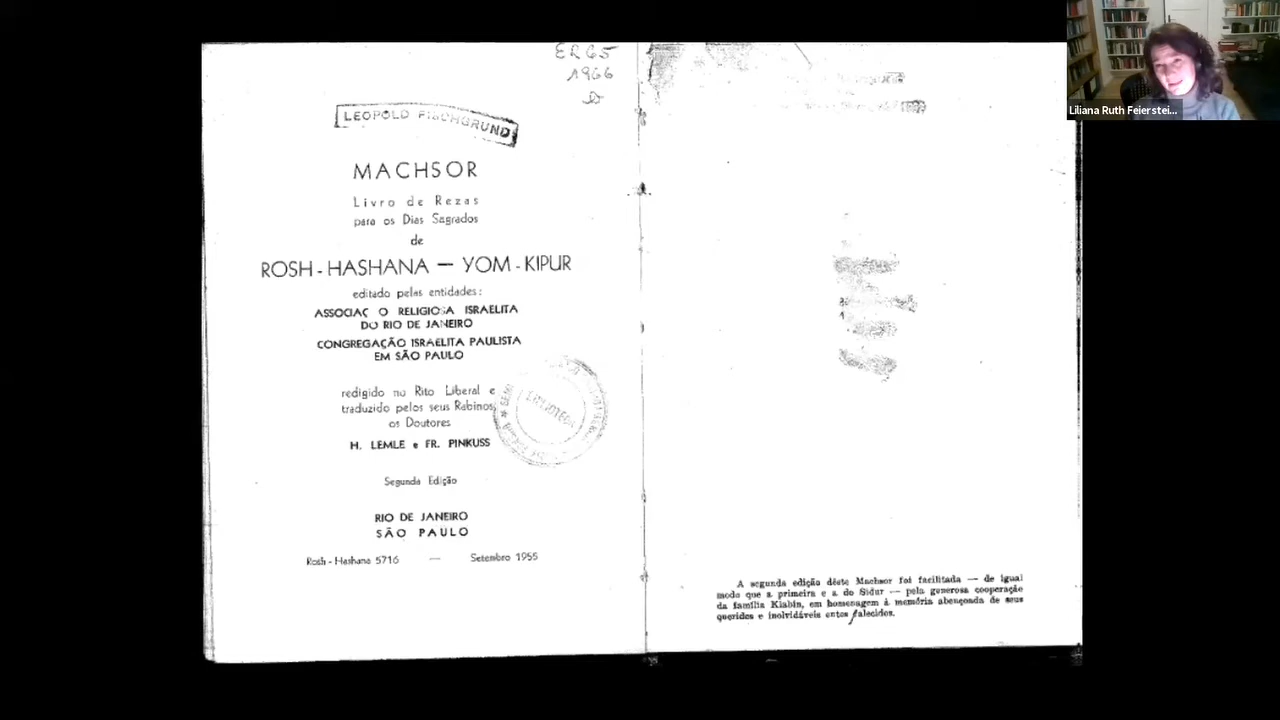 ER65
1966
LEOPOLD FISCHGRUND
MACHSOR
Livro de Rezas
para os Dias Sagrados
de
ROSH-HASHANA — YOM-KIPUR
editado pelas entidades:
ASSOCIAÇ O RELIGIOSA ISRAELITA
DO RIO DE JANEIRO
CONGREGAÇÃO ISRAELITA PAULISTA
EM SÃO PAULO
redigido no Rito Liberal e
traduzido pelos seus Rabinos
os Doutores
H. LEMLE e FR. PINKUSS
BIBLIOTECA
Segunda Edição
RIO DE JANEIRO
SÃO PAULO
Rosh-Hashana 5716 — Setembro 1955
A segunda edição dêste Machsor foi facilitada — de igual
modo que a primeira e a do Sidur — pela generosa cooperação
da família Klabin, em homenagem à memória abençoada de seus
queridos e inolvidáveis entes falecidos.
Liliana Ruth Feierstei...